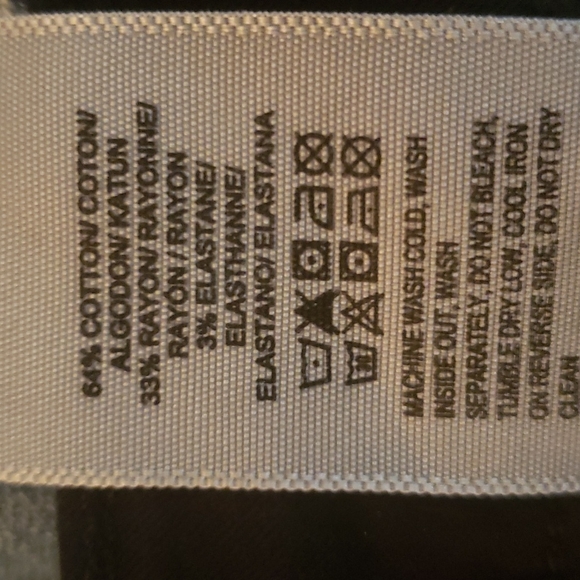 64% COTTON/ COTON/
ALGODON/ KATUN
33% RAYON/ RAYONNE/
RAYÓN / RAYON
3% ELASTANE/
ELASTHANNE/
ELASTANO/ ELASTANA
MACHINE WASH COLD, WASH
INSIDE OUT, WASH
SEPARATELY, DO NOT BLEACH,
TUMBLE DRY LOW, COOL IRON
ON REVERSE SIDE, DO NOT DRY
CLEAN